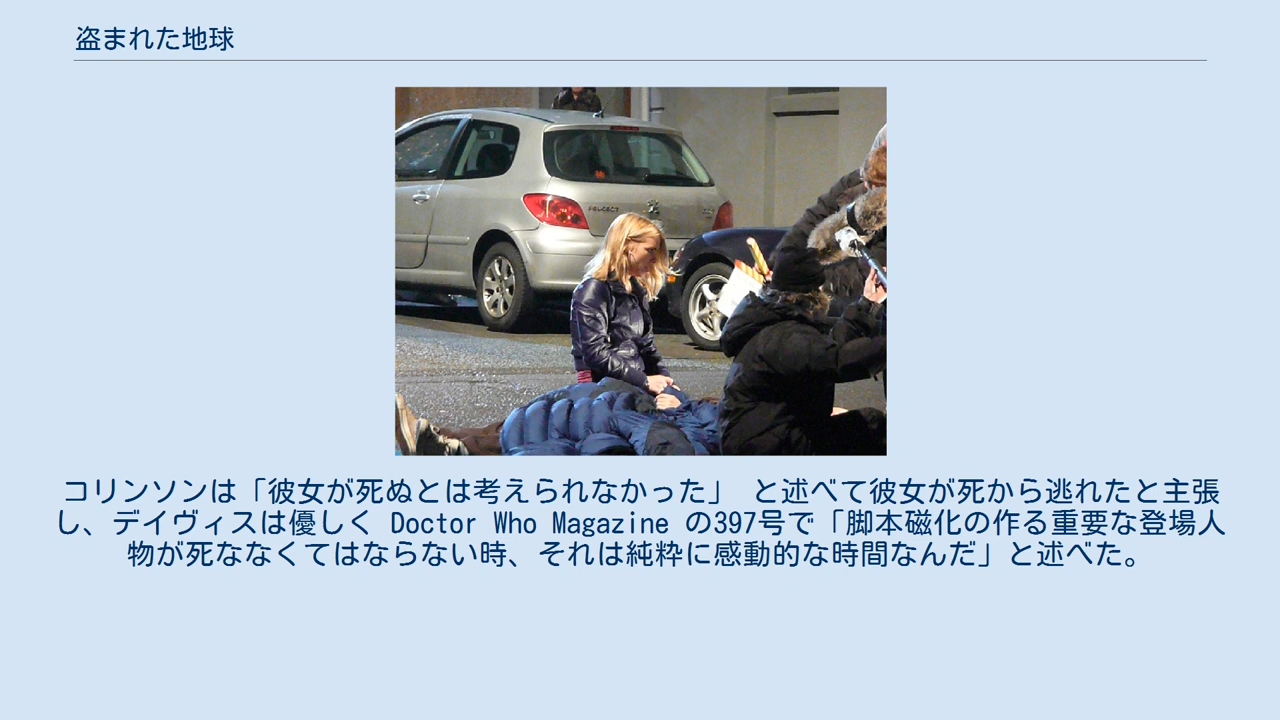 盗まれた地球
PEUGEOT
コリンソンは「彼女が死ぬとは考えられなかった」 と述べて彼女が死から逃れたと主張
し、デイヴィスは優しく Doctor Who Magazine の397号で「脚本磁化の作る重要な登場人
物が死ななくてはならない時、それは純粋に感動的な時間なんだ」と述べた。